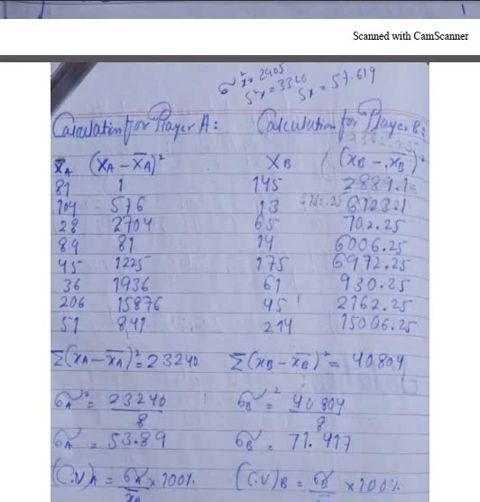 Scanned with CamScanner
σ²x = 2905
S²x = 3320 Sx = 57.619
Calculation for Player A: Calculation for Player B:
XA (XA - X̄A)² XB (XB - X̄B)²
81 1 145 2889.1
104 576 13
28 2704 65 702.25
89 81 14 6006.25
45 1225 175 6972.25
36 1936 61 930.25
206 15876 45 2162.25
51 841 214 15006.25
Σ(XA - X̄A)² = 23240 Σ(XB - X̄B)² = 40804
σA² = 23240 / 8 σB² = 40804 / 8
σA = 53.89 σB = 71.417
(C.V)A = σA / X̄A × 100% (C.V)B = σB × 100%